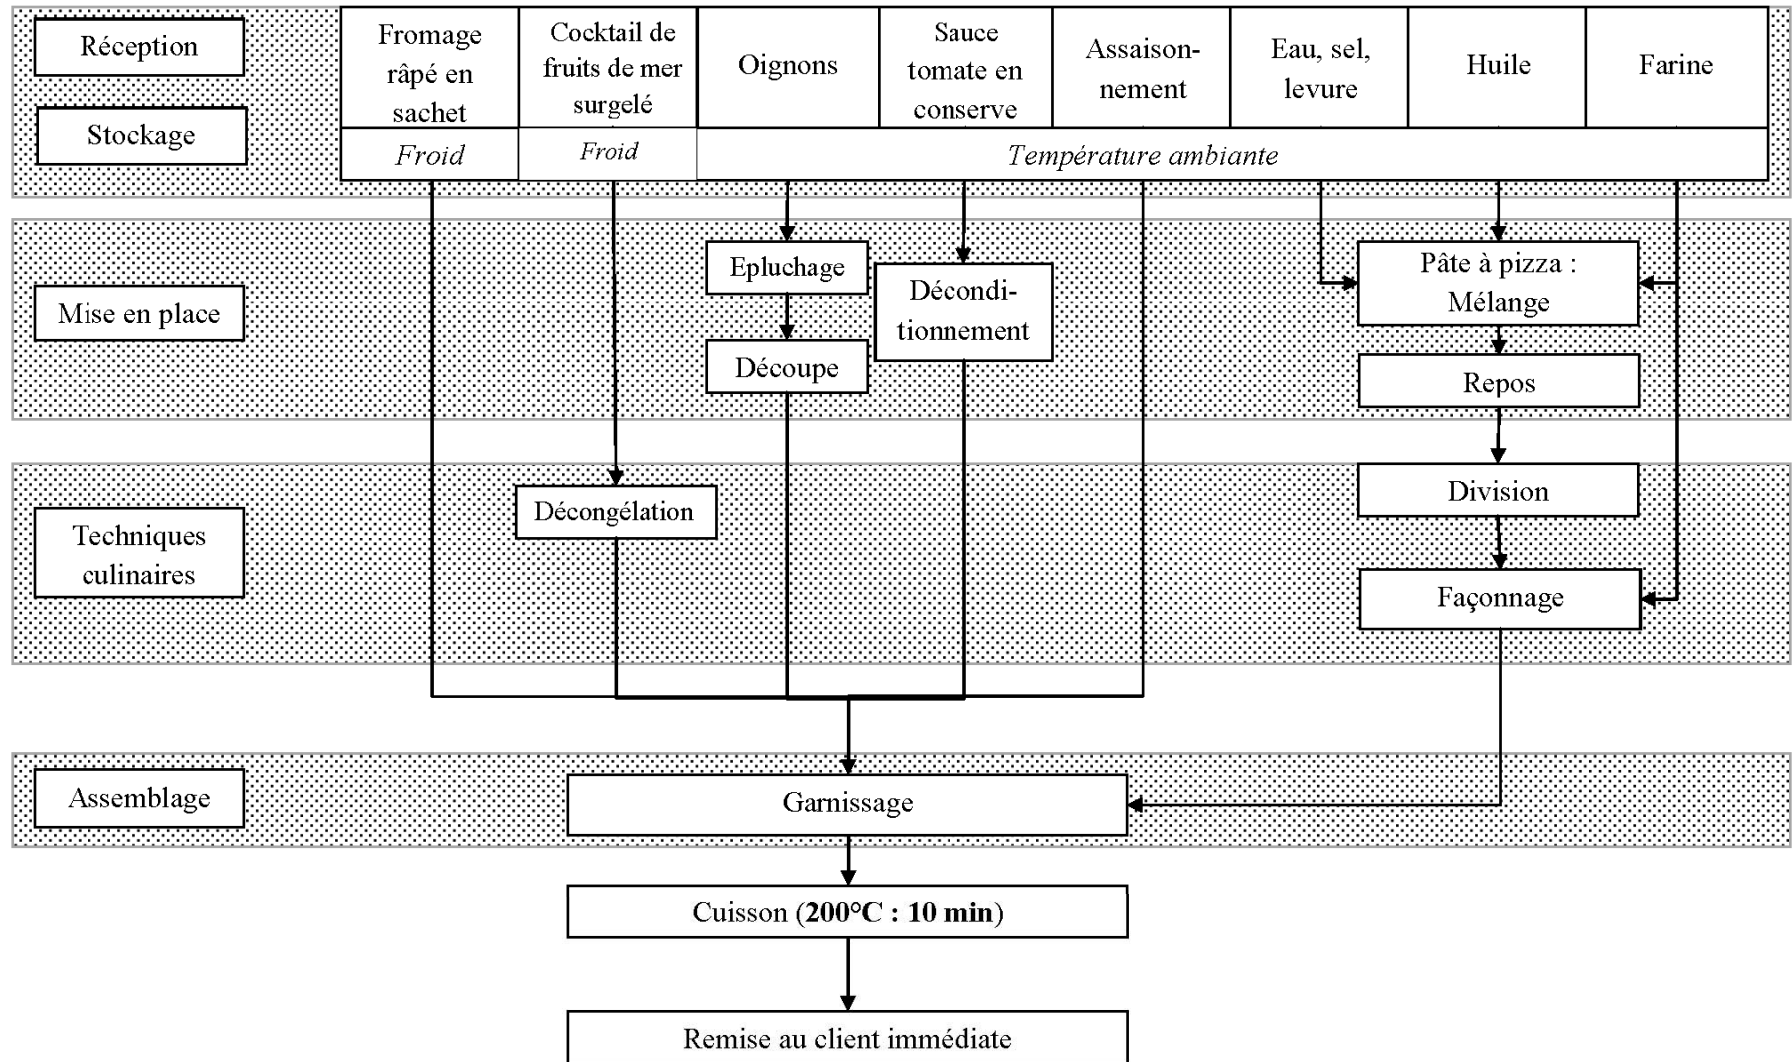 Réception
Stockage
Fromage
râpé en
sachet
Cocktail de
fruits de mer
surgelé
Oignons
Sauce
tomate en
conserve
Assaison-
nement
Eau, sel,
levure
Huile
Farine
Froid
Froid
Température ambiante
Mise en place
Epluchage
Découpe
Décondi-
tionnement
Pâte à pizza :
Mélange
Repos
Techniques
culinaires
Décongélation
Division
Façonnage
Assemblage
Garnissage
Cuisson (200°C : 10 min)
Remise au client immédiate